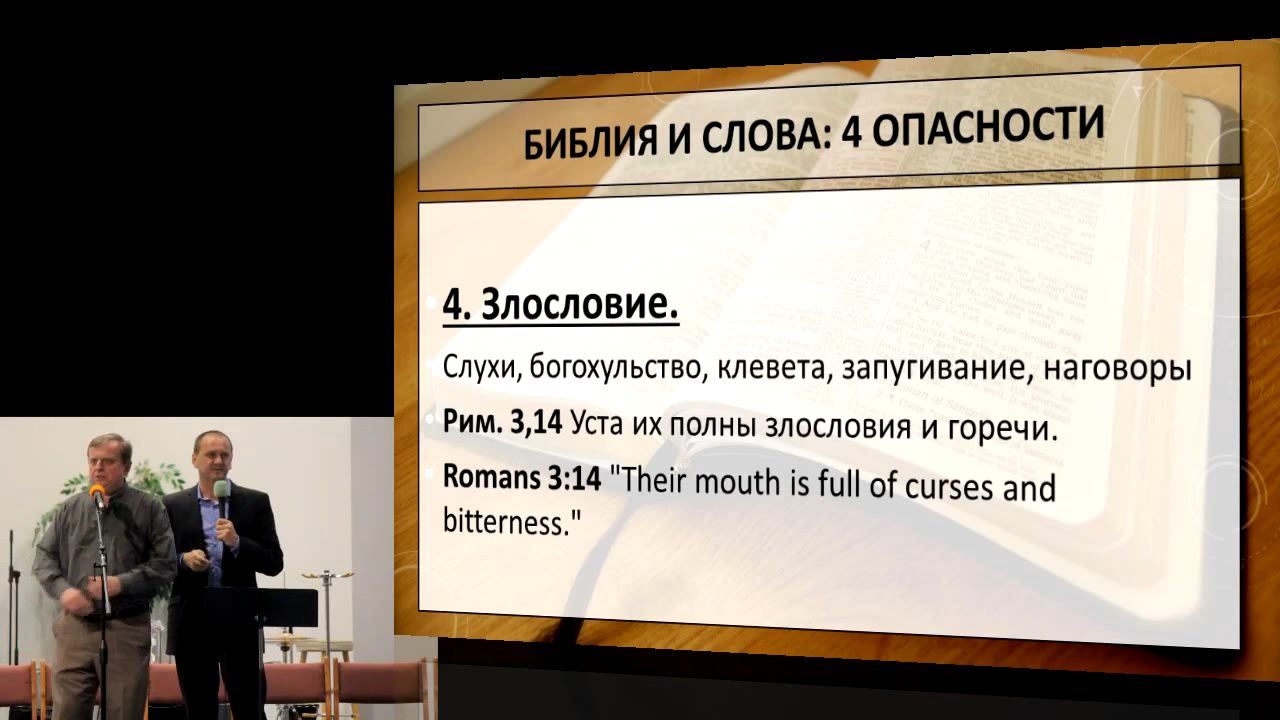 БИБЛИЯ И СЛОВА: 4 ОПАСНОСТИ
4. Злословие.
Слухи, богохульство, клевета, запугивание, наговоры
Рим. 3,14 Уста их полны злословия и горечи.
Romans 3:14 "Their mouth is full of curses and
bitterness."